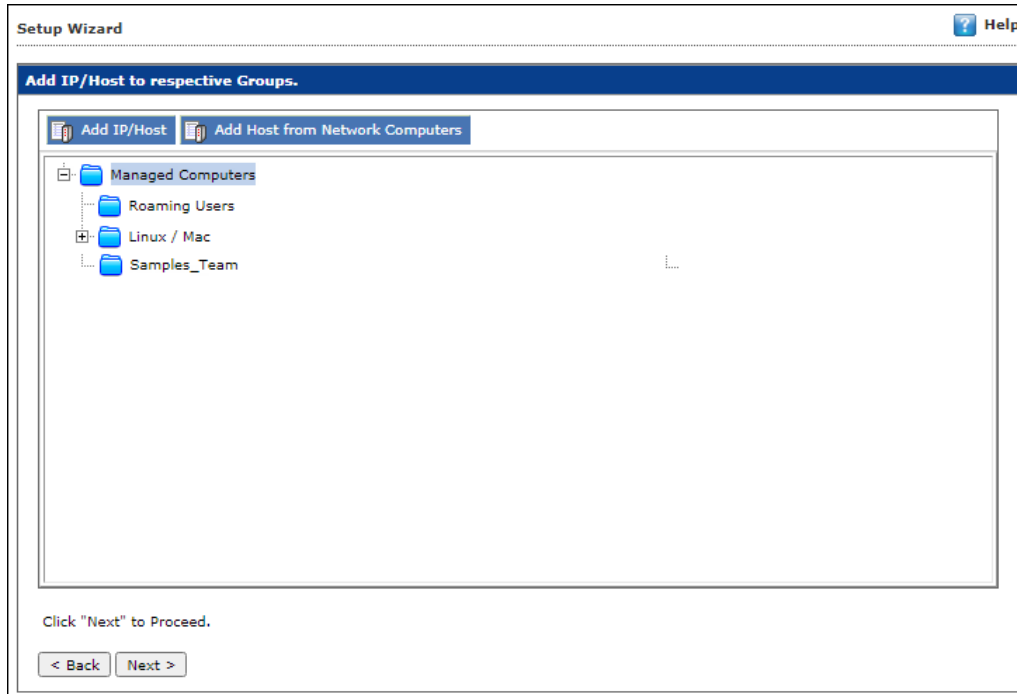 Setup Wizard
Help
Add IP/Host to respective Groups.
Add IP/Host Add Host from Network Computers
Managed Computers
Roaming Users
Linux / Mac
Samples_Team
Click "Next" to Proceed.
< Back Next >